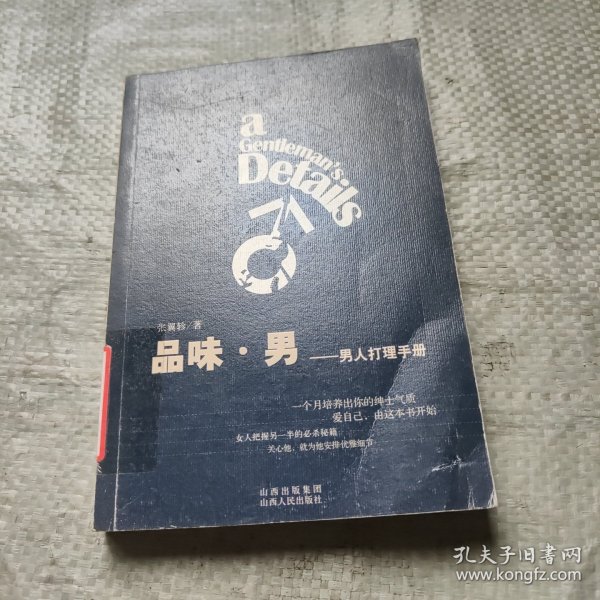 a
Gentleman's
Details
张翼轸/著
品味·男——男人打理手册
一个月培养出你的绅士气质
爱自己,由这本书开始
女人把握另一半的必杀秘籍
关心他,就为他安排优雅细节
山西出版集团
山西人民出版社
孔夫子旧书网
www.kongfz.com